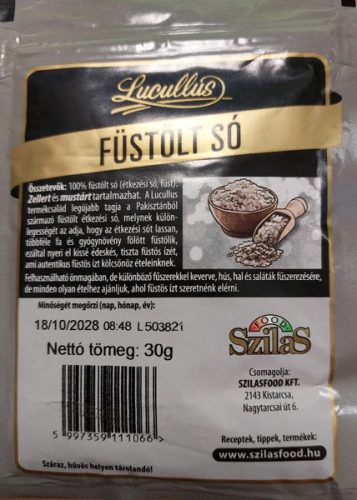 Lucullus
FÜSTÖLT SÓ
Összetevők: 100% füstölt só (étkezési só, füst).
Zellert és mustárt tartalmazhat. A Lucullus
termékcsalád legújabb tagja a Pakisztánból
származó füstölt étkezési só, melynek külön-
legességét az adja, hogy az étkezési sót lassan,
többféle fa és gyógynövény fölött füstölik,
ezáltal nyeri el kissé édeskés, tiszta füstös ízét,
ami autentikus füstös ízt kölcsönöz ételeinknek.
Felhasználható önmagában, de különböző fűszerekkel keverve, hús, hal és saláták fűszerezésére,
de minden olyan ételhez ajánljuk, ahol füstös ízt szeretnénk elérni.
Minőségét megőrzi (nap, hónap, év):
18/10/2028 08:48 L503821
Nettó tömeg: 30g
FOOD
SzilaS
Csomagolja:
SZILASFOOD KFT.
2143 Kistarcsa,
Nagytarcsai út 6.
5 997359 111066 >
Receptek, tippek, termékek:
www.szilasfood.hu
Száraz, hűvös helyen tárolandó!